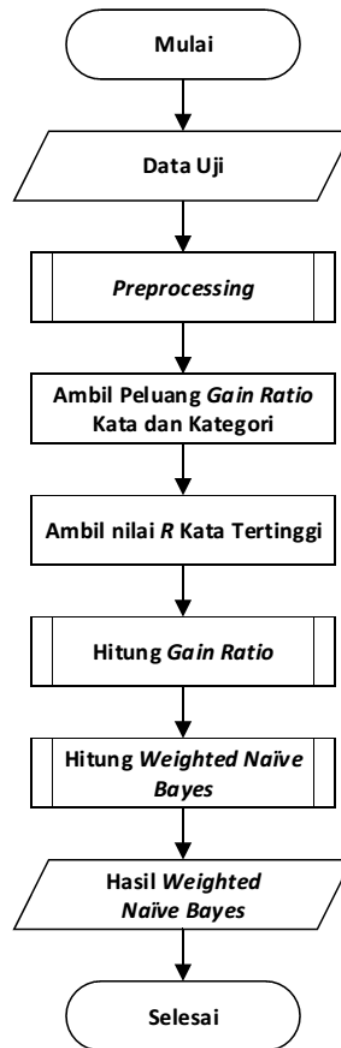 Mulai
Data Uji
Preprocessing
Ambil Peluang Gain Ratio
Kata dan Kategori
Ambil nilai R Kata Tertinggi
Hitung Gain Ratio
Hitung Weighted Naïve
Bayes
Hasil Weighted
Naïve Bayes
Selesai